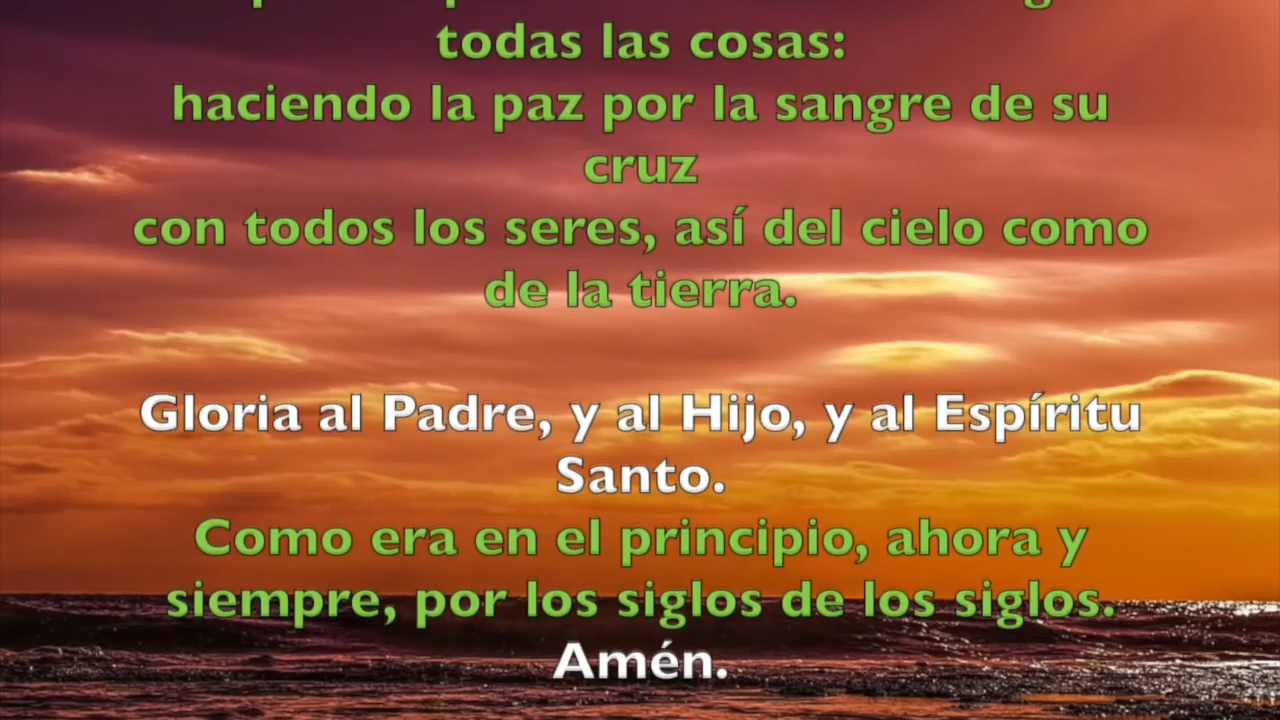 todas las cosas:
haciendo la paz por la sangre de su
cruz
con todos los seres, así del cielo como
de la tierra.
Gloria al Padre, y al Hijo, y al Espíritu
Santo.
Como era en el principio, ahora y
siempre, por los siglos de los siglos.
Amén.